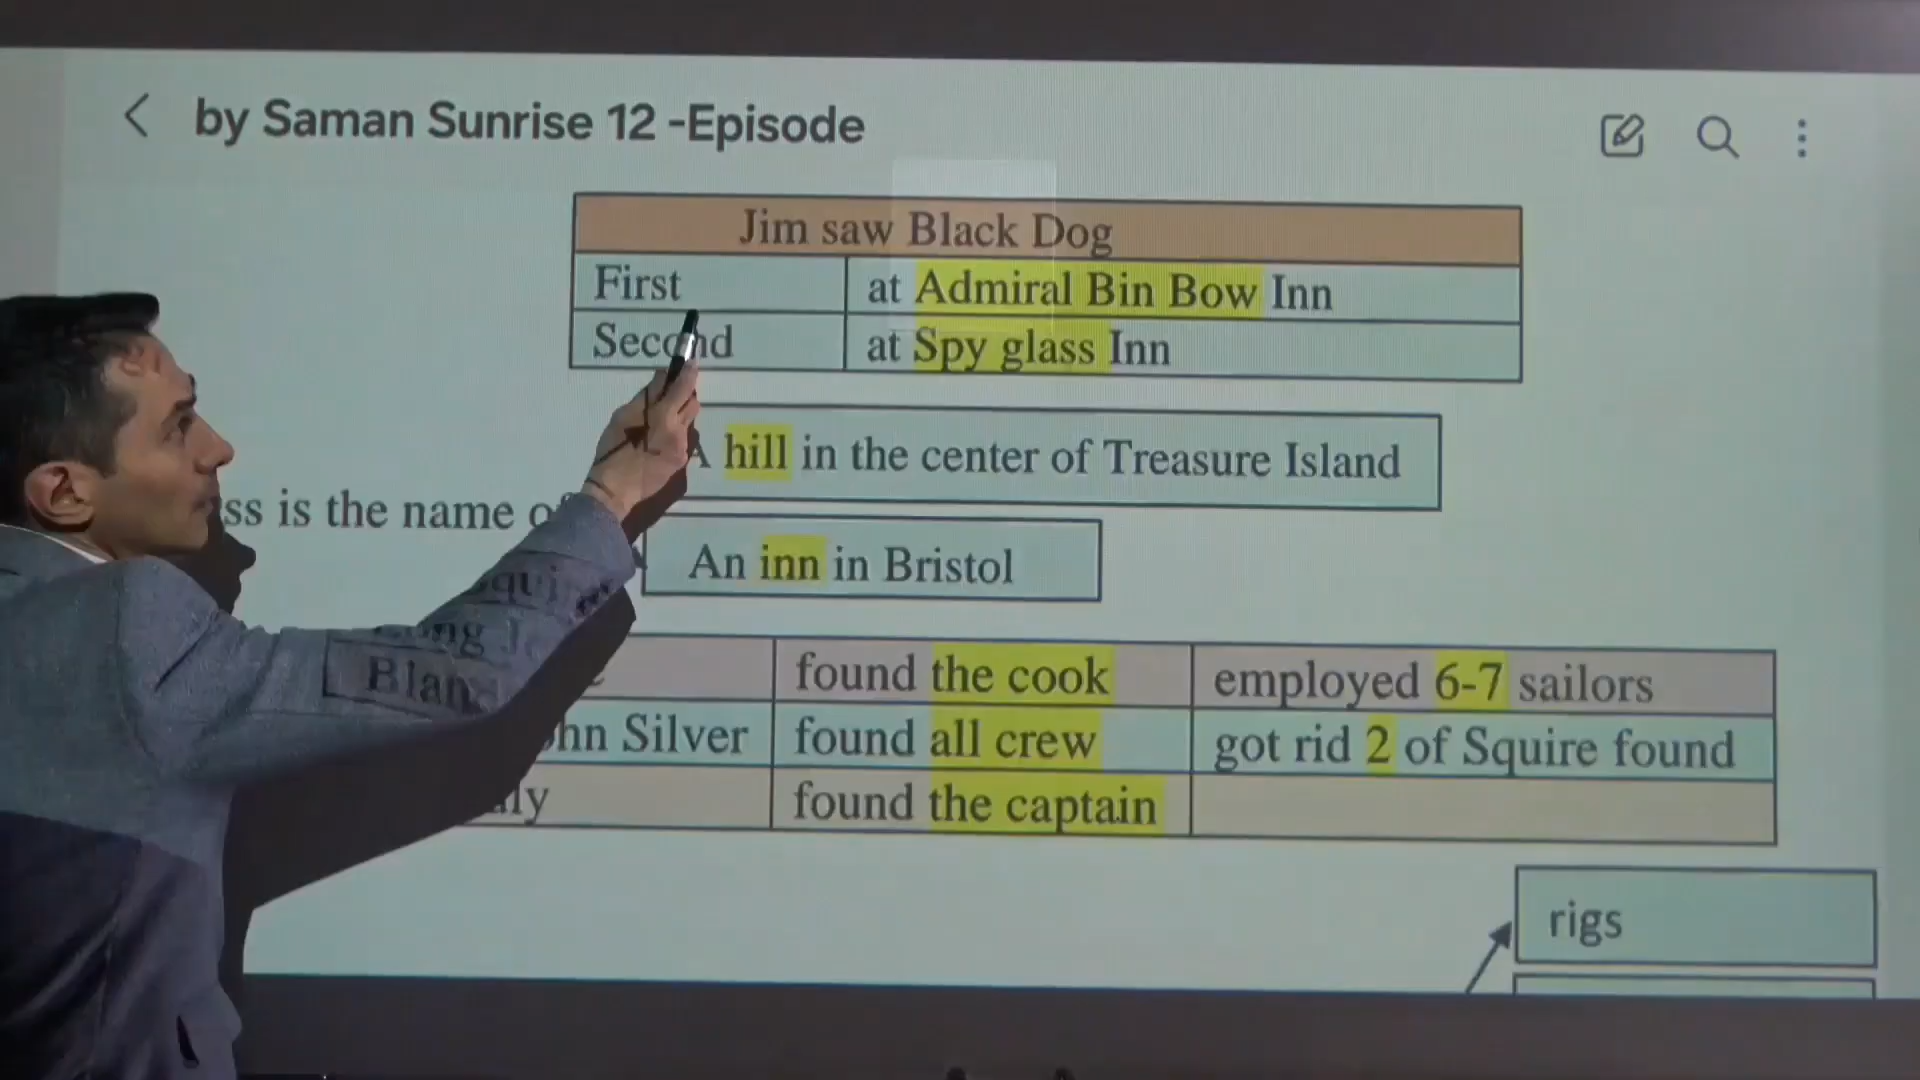 by Saman Sunrise 12 -Episode
Jim saw Black Dog
First at Admiral Bin Bow Inn
Second at Spy glass Inn
A hill in the center of Treasure Island
is the name
An inn in Bristol
found the cook employed 6-7 sailors
Silver found all crew got rid 2 of Squire found
found the captain
rigs